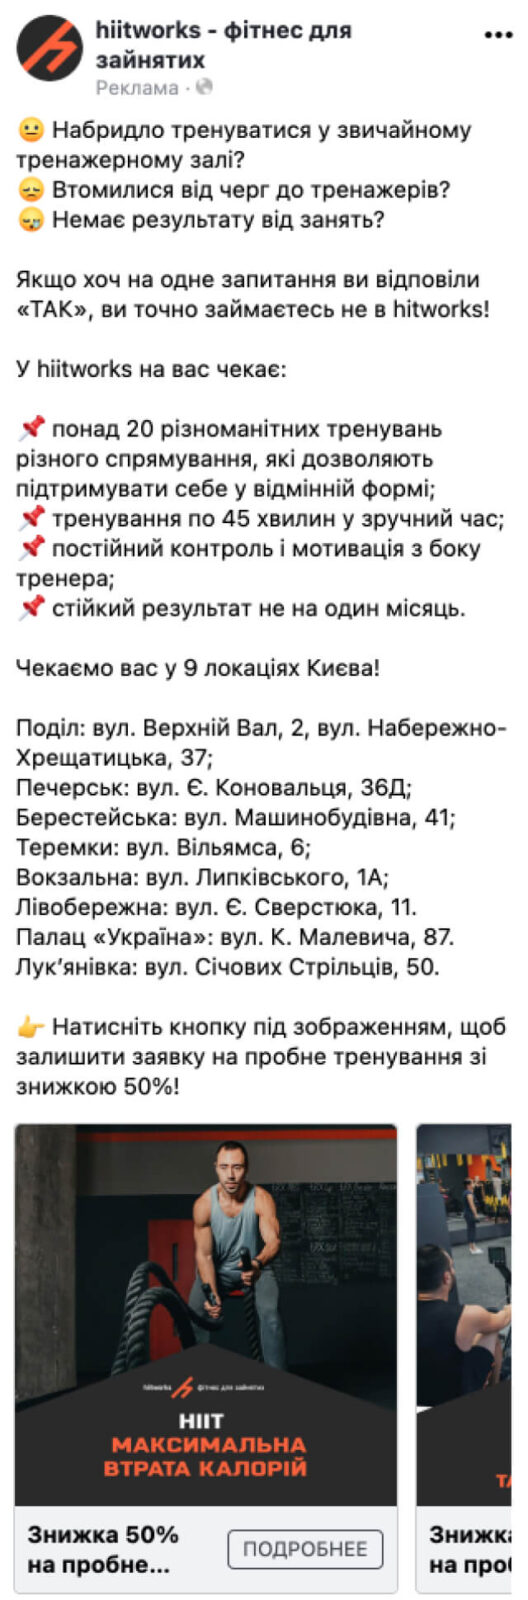 hiitworks - фітнес для
зайнятих
Реклама ·
😐 Набридло тренуватися у звичайному
тренажерному залі?
😞 Втомилися від черг до тренажерів?
😪 Немає результату від занять?
Якщо хоч на одне запитання ви відповіли
«ТАК», ви точно займаєтесь не в hitworks!
У hiitworks на вас чекає:
📌 понад 20 різноманітних тренувань
різного спрямування, які дозволяють
підтримувати себе у відмінній формі;
📌 тренування по 45 хвилин у зручний час;
📌 постійний контроль і мотивація з боку
тренера;
📌 стійкий результат не на один місяць.
Чекаємо вас у 9 локаціях Києва!
Поділ: вул. Верхній Вал, 2, вул. Набережно-
Хрещатицька, 37;
Печерськ: вул. Є. Коновальця, 36Д;
Берестейська: вул. Машинобудівна, 41;
Теремки: вул. Вільямса, 6;
Вокзальна: вул. Липківського, 1А;
Лівобережна: вул. Є. Сверстюка, 11.
Палац «Україна»: вул. К. Малевича, 87.
Лук'янівка: вул. Січових Стрільців, 50.
👉 Натисніть кнопку під зображенням, щоб
залишити заявку на пробне тренування зі
знижкою 50%!
hiitworks фітнес для зайнятих
HIIT
МАКСИМАЛЬНА
ВТРАТА КАЛОРІЙ
Знижка 50%
на пробне...
ПОДРОБНЕЕ
Знижка
на про